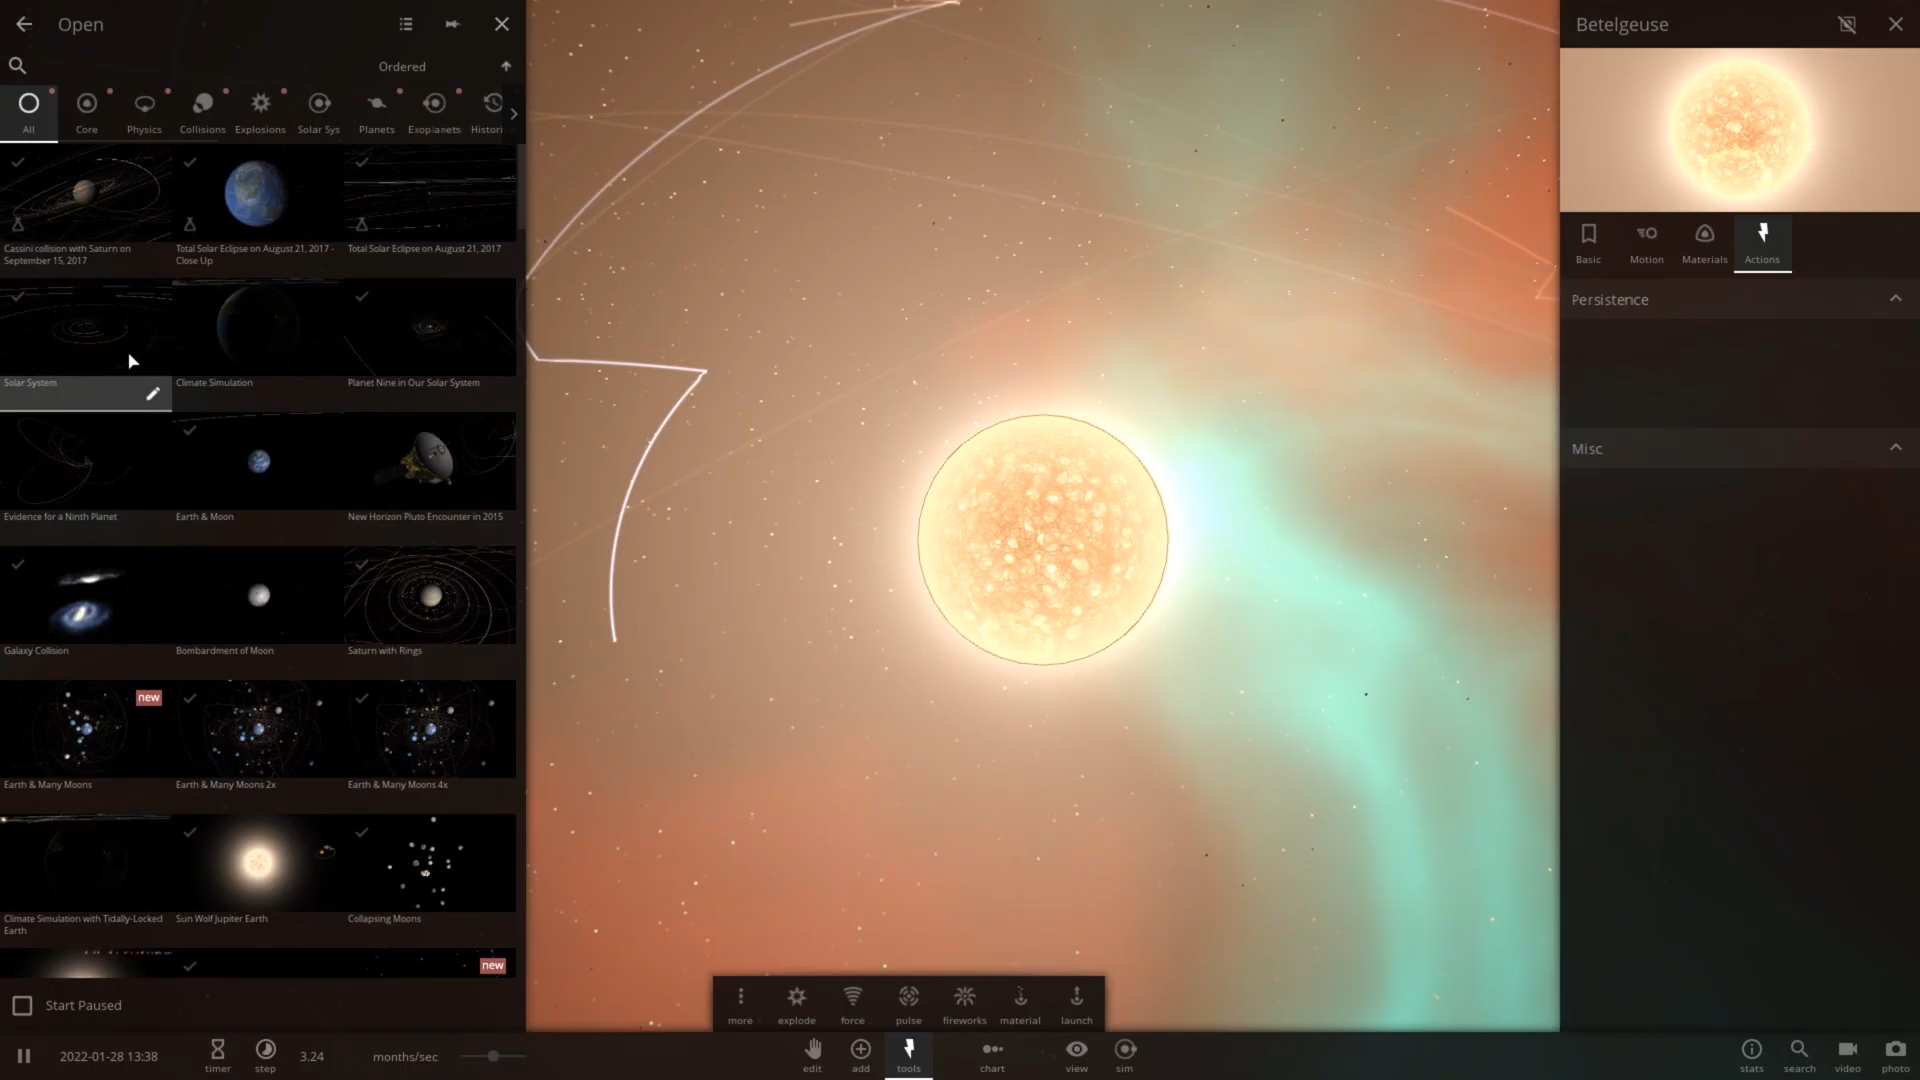 Open
Ordered
All
Core
Physics
Collisions
Explosions
Solar Sys
Planets
Exoplanets
Histori
Cassini collision with Saturn on
September 15, 2017
Total Solar Eclipse on August 21, 2017 -
Close Up
Total Solar Eclipse on August 21, 2017
Solar System
Climate Simulation
Planet Nine in Our Solar System
Evidence for a Ninth Planet
Earth & Moon
New Horizon Pluto Encounter in 2015
Galaxy Collision
Bombardment of Moon
Saturn with Rings
new
Earth & Many Moons
Earth & Many Moons 2x
Earth & Many Moons 4x
Climate Simulation with Tidally-Locked
Earth
Sun Wolf Jupiter Earth
Collapsing Moons
new
Start Paused
2022-01-28 13:38
timer
step
3.24
months/sec
more
explode
force
pulse
fireworks
material
launch
edit
add
tools
chart
view
sim
Betelgeuse
Basic
Motion
Materials
Actions
Persistence
Misc
stats
search
video
photo